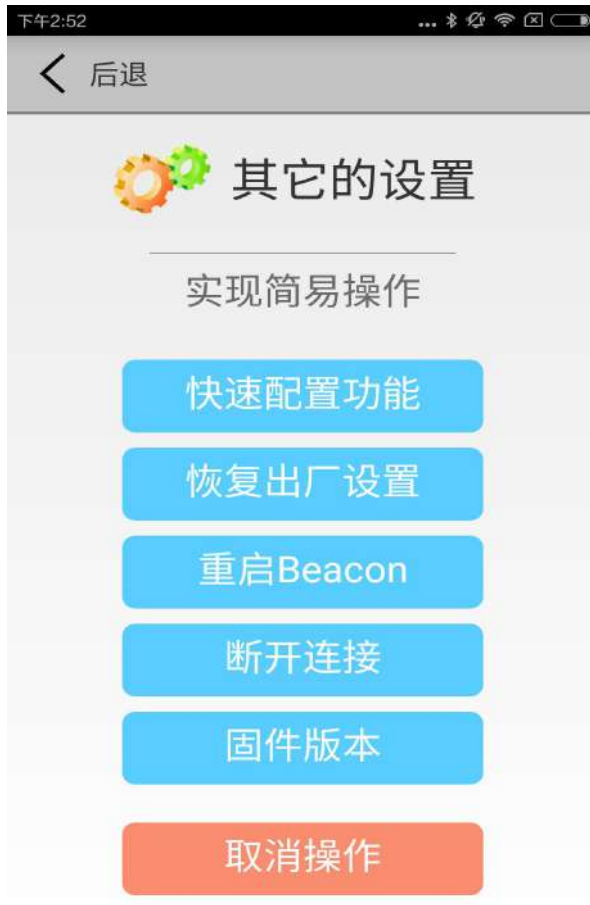 下午2:52
...
后退
其它的设置
实现简易操作
快速配置功能
恢复出厂设置
重启Beacon
断开连接
固件版本
取消操作